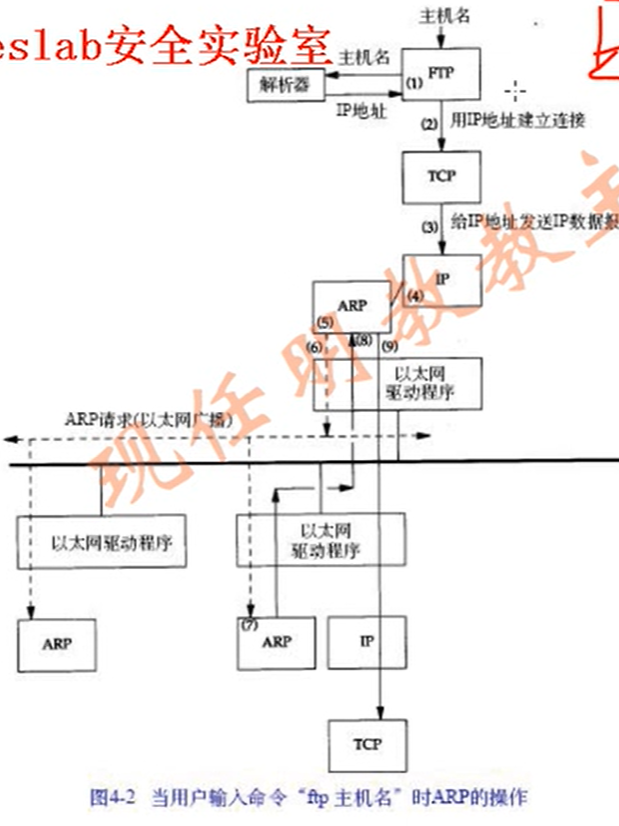 主机名
eslab安全实验室
主机名
FTP
(1)
解析器
IP地址
(2)
用IP地址建立连接
TCP
(3)
给IP地址发送IP数据报
IP
(4)
ARP
(5)
(6)
(8)
(9)
以太网
驱动程序
ARP请求(以太网广播)
以太网驱动程序
以太网
驱动程序
ARP
(7)
ARP
IP
TCP
现任明教教主
图4-2 当用户输入命令“ftp 主机名”时ARP的操作